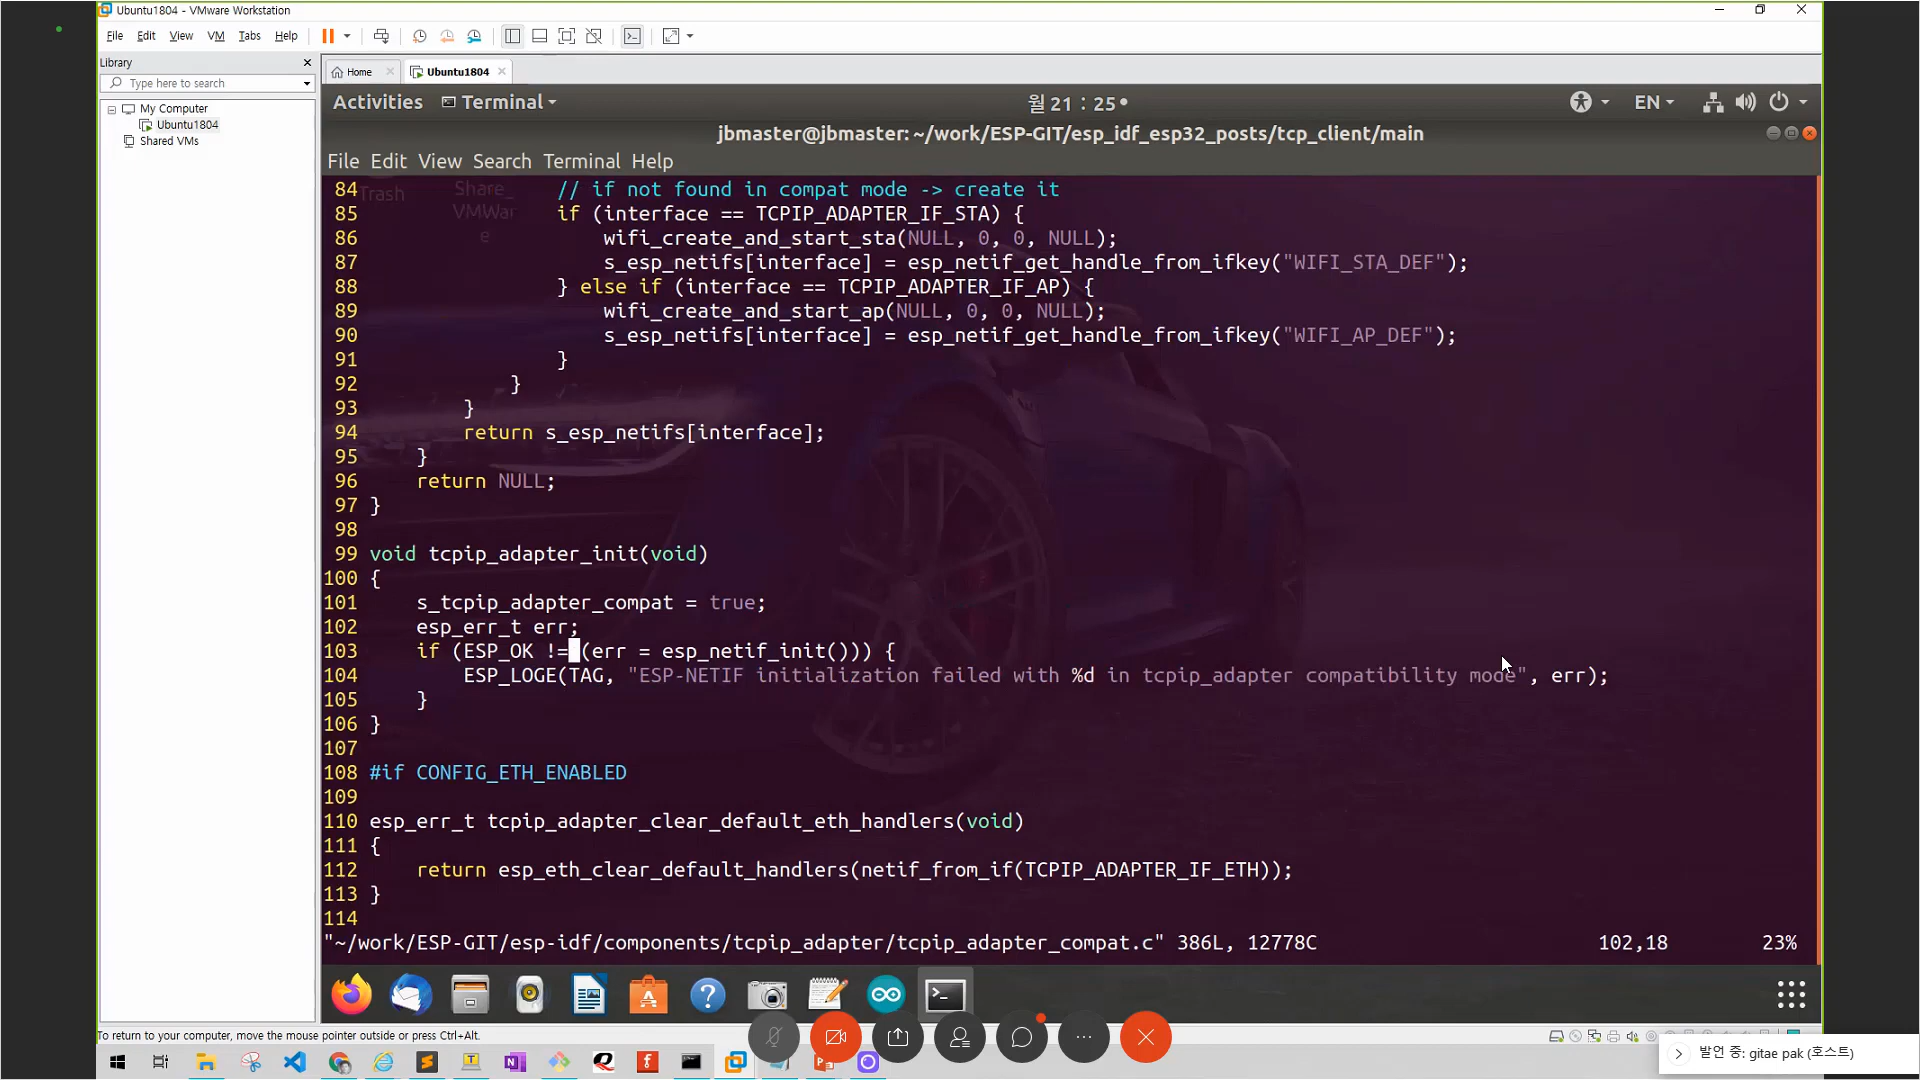 Ubuntu1804 - VMware Workstation
File Edit View VM Tabs Help
Library
Type here to search
My Computer
Ubuntu1804
Shared VMs
Home
Ubuntu1804
Activities Terminal 월 21 : 25 EN
jbmaster@jbmaster: ~/work/ESP-GIT/esp_idf_esp32_posts/tcp_client/main
File Edit View Search Terminal Help
Trash
Share_
VMWar
e
84 // if not found in compat mode -> create it
85 if (interface == TCPIP_ADAPTER_IF_STA) {
86 wifi_create_and_start_sta(NULL, 0, 0, NULL);
87 s_esp_netifs[interface] = esp_netif_get_handle_from_ifkey("WIFI_STA_DEF");
88 } else if (interface == TCPIP_ADAPTER_IF_AP) {
89 wifi_create_and_start_ap(NULL, 0, 0, NULL);
90 s_esp_netifs[interface] = esp_netif_get_handle_from_ifkey("WIFI_AP_DEF");
91 }
92 }
93 }
94 return s_esp_netifs[interface];
95 }
96 return NULL;
97 }
98
99 void tcpip_adapter_init(void)
100 {
101 s_tcpip_adapter_compat = true;
102 esp_err_t err;
103 if (ESP_OK != (err = esp_netif_init())) {
104 ESP_LOGE(TAG, "ESP-NETIF initialization failed with %d in tcpip_adapter compatibility mode", err);
105 }
106 }
107
108 #if CONFIG_ETH_ENABLED
109
110 esp_err_t tcpip_adapter_clear_default_eth_handlers(void)
111 {
112 return esp_eth_clear_default_handlers(netif_from_if(TCPIP_ADAPTER_IF_ETH));
113 }
114
"~/work/ESP-GIT/esp-idf/components/tcpip_adapter/tcpip_adapter_compat.c" 386L, 12778C 102,18 23%
To return to your computer, move the mouse pointer outside or press Ctrl+Alt.
발언 중: gitae pak (호스트)